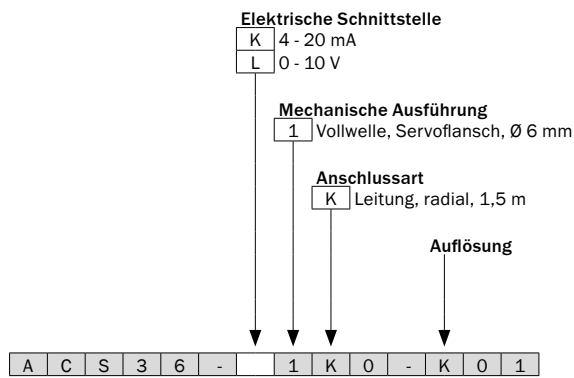 Elektrische Schnittstelle
K 4 - 20 mA
L 0 - 10 V
Mechanische Ausführung
1 Vollwelle, Servoflansch, Ø 6 mm
Anschlussart
K Leitung, radial, 1,5 m
Auflösung
A C S 3 6 - 1 K 0 - K 0 1